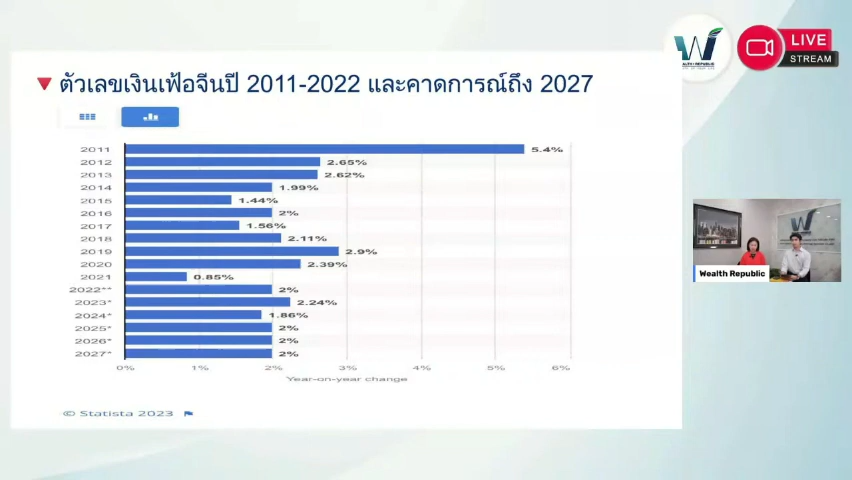 LIVE
STREAM
W
WEALTH REPUBLIC
ตัวเลขเงินเฟ้อจีนปี 2011-2022 และคาดการณ์ถึง 2027
2011 5.4%
2012 2.65%
2013 2.62%
2014 1.99%
2015 1.44%
2016 2%
2017 1.56%
2018 2.11%
2019 2.9%
2020 2.39%
2021 0.85%
2022** 2%
2023* 2.24%
2024* 1.86%
2025* 2%
2026* 2%
2027* 2%
0% 1% 2% 3% 4% 5% 6%
Year-on-year change
© Statista 2023
Wealth Republic